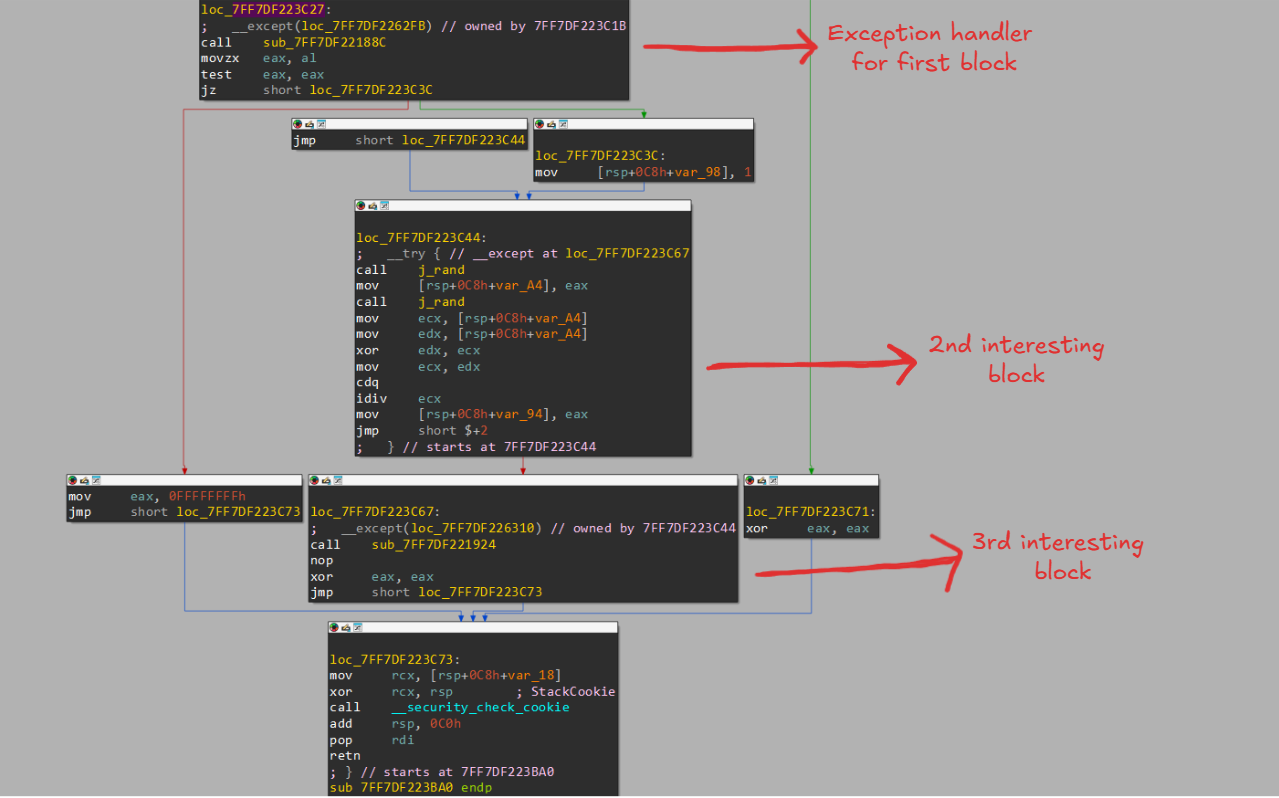 loc_7FF7DF223C27:
;   __except(loc_7FF7DF2262FB) // owned by 7FF7DF223C1B
call    sub_7FF7DF22188C
movzx   eax, al
test    eax, eax
jz      short loc_7FF7DF223C3C
Exception handler
for first block
jmp     short loc_7FF7DF223C44
loc_7FF7DF223C3C:
mov     [rsp+0C8h+var_98], 1
loc_7FF7DF223C44:
;   __try { // __except at loc_7FF7DF223C67
call    j_rand
mov     [rsp+0C8h+var_A4], eax
call    j_rand
mov     ecx, [rsp+0C8h+var_A4]
mov     edx, [rsp+0C8h+var_A4]
xor     edx, ecx
mov     ecx, edx
cdq
idiv    ecx
mov     [rsp+0C8h+var_94], eax
jmp     short $+2
;   } // starts at 7FF7DF223C44
2nd interesting
block
mov     eax, 0FFFFFFFFh
jmp     short loc_7FF7DF223C73
loc_7FF7DF223C67:
;   __except(loc_7FF7DF226310) // owned by 7FF7DF223C44
call    sub_7FF7DF221924
nop
xor     eax, eax
jmp     short loc_7FF7DF223C73
loc_7FF7DF223C71:
xor     eax, eax
3rd interesting
block
loc_7FF7DF223C73:
mov     rcx, [rsp+0C8h+var_18]
xor     rcx, rsp        ; StackCookie
call    __security_check_cookie
add     rsp, 0C0h
pop     rdi
retn
; } // starts at 7FF7DF223BA0
sub_7FF7DF223BA0 endp